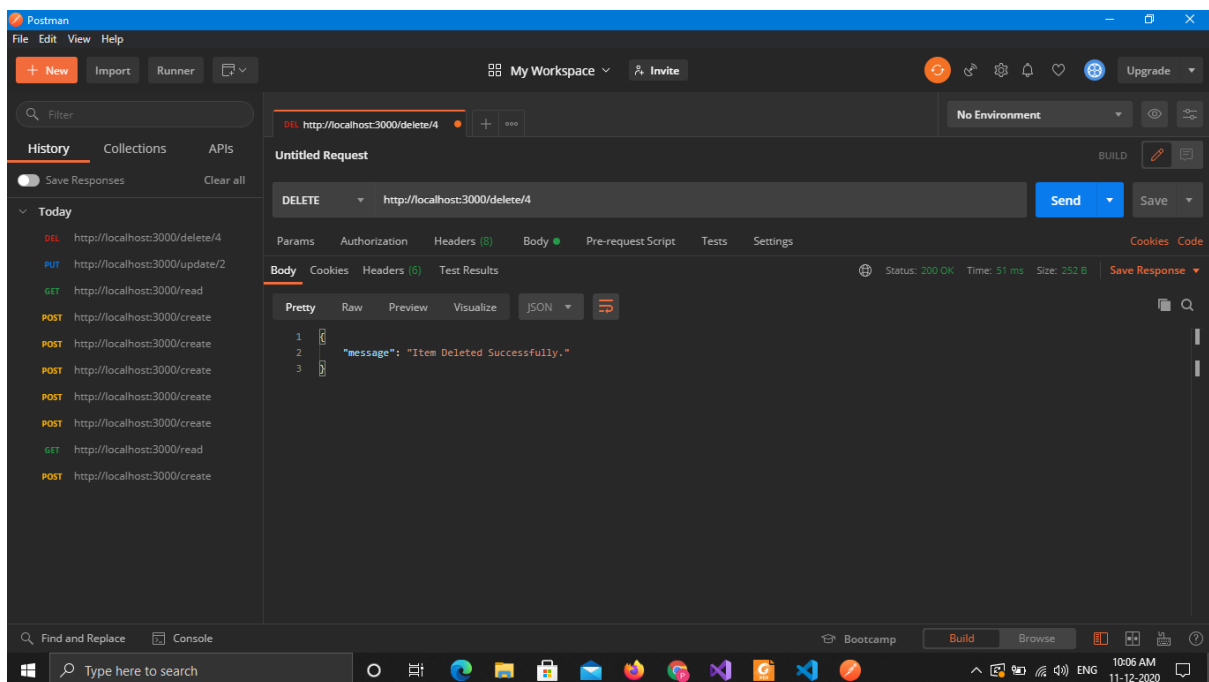 Postman
File Edit View Help
New Import Runner My Workspace Invite Upgrade
Filter
DEL http://localhost:3000/delete/4
No Environment
History Collections APIs
Untitled Request
BUILD
Save Responses Clear all
DELETE http://localhost:3000/delete/4 Send Save
Today
DEL http://localhost:3000/delete/4
PUT http://localhost:3000/update/2
GET http://localhost:3000/read
POST http://localhost:3000/create
POST http://localhost:3000/create
POST http://localhost:3000/create
POST http://localhost:3000/create
POST http://localhost:3000/create
GET http://localhost:3000/read
POST http://localhost:3000/create
Params Authorization Headers (8) Body Pre-request Script Tests Settings Cookies Code
Body Cookies Headers (6) Test Results Status: 200 OK Time: 51 ms Size: 252 B Save Response
Pretty Raw Preview Visualize JSON
1 {
2 "message": "Item Deleted Successfully."
3 }
Find and Replace Console Bootcamp Build Browse
Type here to search ENG 10:06 AM
11-12-2020